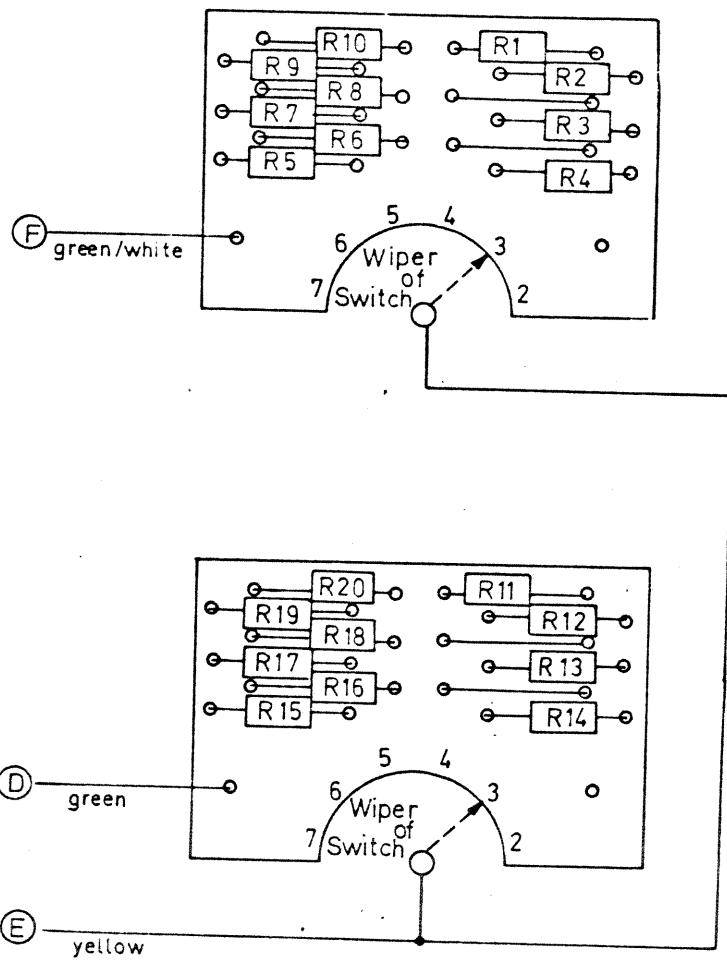 R10 R1
R9 R2
R8
R7 R3
R6
R5 R4
F green/white
5 4
6 3
7 2
Wiper
of
Switch
R20 R11
R19 R12
R18
R17 R13
R16
R15 R14
D green
5 4
6 3
7 2
Wiper
of
Switch
E yellow